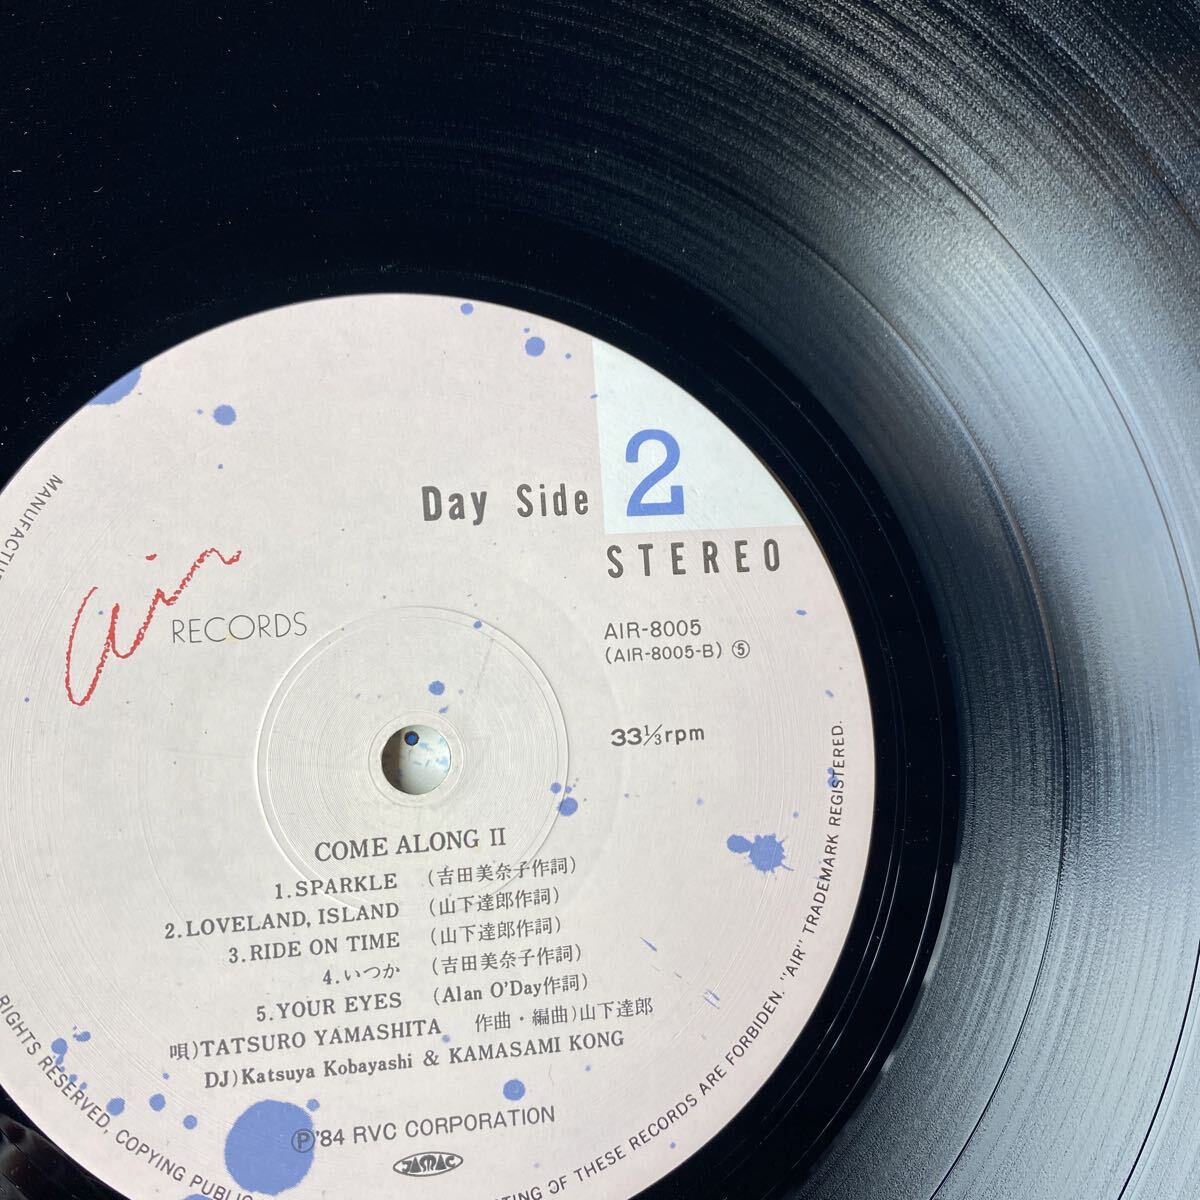 Day Side 2
STEREO
air RECORDS
AIR-8005
(AIR-8005-B) ⑤
33⅓rpm
COME ALONG II
1.SPARKLE (吉田美奈子作詞)
2.LOVELAND, ISLAND (山下達郎作詞)
3.RIDE ON TIME (山下達郎作詞)
4.いつか (吉田美奈子作詞)
5.YOUR EYES (Alan O'Day作詞)
唄)TATSURO YAMASHITA 作曲・編曲)山下達郎
DJ)Katsuya Kobayashi & KAMASAMI KONG
Ⓟ'84 RVC CORPORATION
JASRAC
RIGHTS RESERVED, COPYING PUBLIC
OF THESE RECORDS ARE FORBIDEN. "AIR" TRADEMARK REGISTERED.